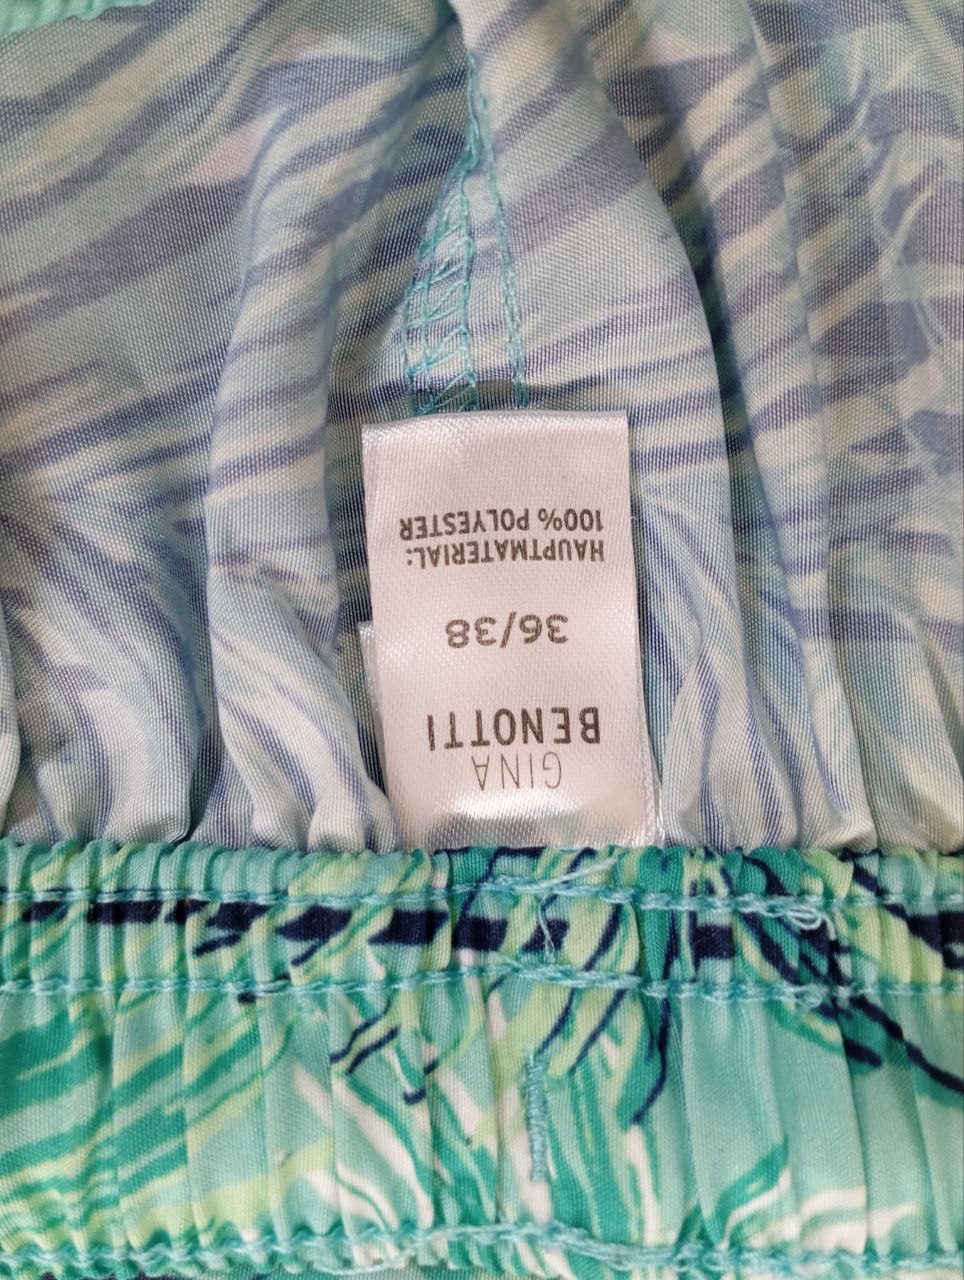 GINA
BENOTTI
36/38
HAUPTMATERIAL:
100% POLYESTER